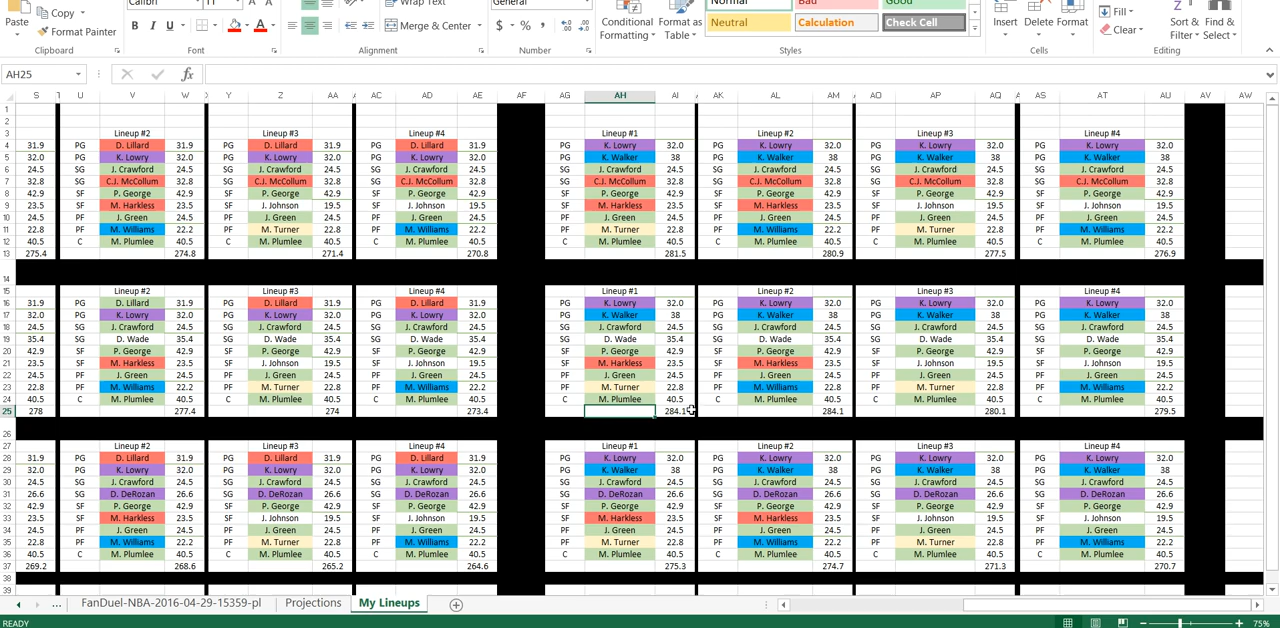 Paste Copy Format Painter Calibri 11 B I U Wrap Text Merge & Center General $ % , Conditional Formatting Format as Table Normal Bad Good Neutral Calculation Check Cell Insert Delete Format Fill Clear Sort & Filter Find & Select
Clipboard Font Alignment Number Styles Cells Editing
AH25 fx
S U V W Y Z AA AC AD AE AF AG AH AI AK AL AM AO AP AQ AS AT AU AV AW
1
2
3 Lineup #2 Lineup #3 Lineup #4 Lineup #1 Lineup #2 Lineup #3 Lineup #4
4 31.9 PG D. Lillard 31.9 PG D. Lillard 31.9 PG D. Lillard 31.9 PG K. Lowry 32.0 PG K. Lowry 32.0 PG K. Lowry 32.0 PG K. Lowry 32.0
5 32.0 PG K. Lowry 32.0 PG K. Lowry 32.0 PG K. Lowry 32.0 PG K. Walker 38 PG K. Walker 38 PG K. Walker 38 PG K. Walker 38
6 24.5 SG J. Crawford 24.5 SG J. Crawford 24.5 SG J. Crawford 24.5 SG J. Crawford 24.5 SG J. Crawford 24.5 SG J. Crawford 24.5 SG J. Crawford 24.5
7 32.8 SG C.J. McCollum 32.8 SG C.J. McCollum 32.8 SG C.J. McCollum 32.8 SG C.J. McCollum 32.8 SG C.J. McCollum 32.8 SG C.J. McCollum 32.8 SG C.J. McCollum 32.8
8 42.9 SF P. George 42.9 SF P. George 42.9 SF P. George 42.9 SF P. George 42.9 SF P. George 42.9 SF P. George 42.9 SF P. George 42.9
9 23.5 SF M. Harkless 23.5 SF J. Johnson 19.5 SF J. Johnson 19.5 SF M. Harkless 23.5 SF M. Harkless 23.5 SF J. Johnson 19.5 SF J. Johnson 19.5
10 24.5 PF J. Green 24.5 PF J. Green 24.5 PF J. Green 24.5 PF J. Green 24.5 PF J. Green 24.5 PF J. Green 24.5 PF J. Green 24.5
11 22.8 PF M. Williams 22.2 PF M. Turner 22.8 PF M. Williams 22.2 PF M. Turner 22.8 PF M. Williams 22.2 PF M. Turner 22.8 PF M. Williams 22.2
12 40.5 C M. Plumlee 40.5 C M. Plumlee 40.5 C M. Plumlee 40.5 C M. Plumlee 40.5 C M. Plumlee 40.5 C M. Plumlee 40.5 C M. Plumlee 40.5
13 275.4 274.8 271.4 270.8 281.5 280.9 277.5 276.9
14
15 Lineup #2 Lineup #3 Lineup #4 Lineup #1 Lineup #2 Lineup #3 Lineup #4
16 31.9 PG D. Lillard 31.9 PG D. Lillard 31.9 PG D. Lillard 31.9 PG K. Lowry 32.0 PG K. Lowry 32.0 PG K. Lowry 32.0 PG K. Lowry 32.0
17 32.0 PG K. Lowry 32.0 PG K. Lowry 32.0 PG K. Lowry 32.0 PG K. Walker 38 PG K. Walker 38 PG K. Walker 38 PG K. Walker 38
18 24.5 SG J. Crawford 24.5 SG J. Crawford 24.5 SG J. Crawford 24.5 SG J. Crawford 24.5 SG J. Crawford 24.5 SG J. Crawford 24.5 SG J. Crawford 24.5
19 35.4 SG D. Wade 35.4 SG D. Wade 35.4 SG D. Wade 35.4 SG D. Wade 35.4 SG D. Wade 35.4 SG D. Wade 35.4 SG D. Wade 35.4
20 42.9 SF P. George 42.9 SF P. George 42.9 SF P. George 42.9 SF P. George 42.9 SF P. George 42.9 SF P. George 42.9 SF P. George 42.9
21 23.5 SF M. Harkless 23.5 SF J. Johnson 19.5 SF J. Johnson 19.5 SF M. Harkless 23.5 SF M. Harkless 23.5 SF J. Johnson 19.5 SF J. Johnson 19.5
22 24.5 PF J. Green 24.5 PF J. Green 24.5 PF J. Green 24.5 PF J. Green 24.5 PF J. Green 24.5 PF J. Green 24.5 PF J. Green 24.5
23 22.8 PF M. Williams 22.2 PF M. Turner 22.8 PF M. Williams 22.2 PF M. Turner 22.8 PF M. Williams 22.2 PF M. Turner 22.8 PF M. Williams 22.2
24 40.5 C M. Plumlee 40.5 C M. Plumlee 40.5 C M. Plumlee 40.5 C M. Plumlee 40.5 C M. Plumlee 40.5 C M. Plumlee 40.5 C M. Plumlee 40.5
25 278 277.4 274 273.4 284.1 284.1 280.1 279.5
26
27 Lineup #2 Lineup #3 Lineup #4 Lineup #1 Lineup #2 Lineup #3 Lineup #4
28 31.9 PG D. Lillard 31.9 PG D. Lillard 31.9 PG D. Lillard 31.9 PG K. Lowry 32.0 PG K. Lowry 32.0 PG K. Lowry 32.0 PG K. Lowry 32.0
29 32.0 PG K. Lowry 32.0 PG K. Lowry 32.0 PG K. Lowry 32.0 PG K. Walker 38 PG K. Walker 38 PG K. Walker 38 PG K. Walker 38
30 24.5 SG J. Crawford 24.5 SG J. Crawford 24.5 SG J. Crawford 24.5 SG J. Crawford 24.5 SG J. Crawford 24.5 SG J. Crawford 24.5 SG J. Crawford 24.5
31 26.6 SG D. DeRozan 26.6 SG D. DeRozan 26.6 SG D. DeRozan 26.6 SG D. DeRozan 26.6 SG D. DeRozan 26.6 SG D. DeRozan 26.6 SG D. DeRozan 26.6
32 42.9 SF P. George 42.9 SF P. George 42.9 SF P. George 42.9 SF P. George 42.9 SF P. George 42.9 SF P. George 42.9 SF P. George 42.9
33 23.5 SF M. Harkless 23.5 SF J. Johnson 19.5 SF J. Johnson 19.5 SF M. Harkless 23.5 SF M. Harkless 23.5 SF J. Johnson 19.5 SF J. Johnson 19.5
34 24.5 PF J. Green 24.5 PF J. Green 24.5 PF J. Green 24.5 PF J. Green 24.5 PF J. Green 24.5 PF J. Green 24.5 PF J. Green 24.5
35 22.8 PF M. Williams 22.2 PF M. Turner 22.8 PF M. Williams 22.2 PF M. Turner 22.8 PF M. Williams 22.2 PF M. Turner 22.8 PF M. Williams 22.2
36 40.5 C M. Plumlee 40.5 C M. Plumlee 40.5 C M. Plumlee 40.5 C M. Plumlee 40.5 C M. Plumlee 40.5 C M. Plumlee 40.5 C M. Plumlee 40.5
37 269.2 268.6 265.2 264.6 275.3 274.7 271.3 270.7
38
39
... FanDuel-NBA-2016-04-29-15359-pl Projections My Lineups
READY 75%